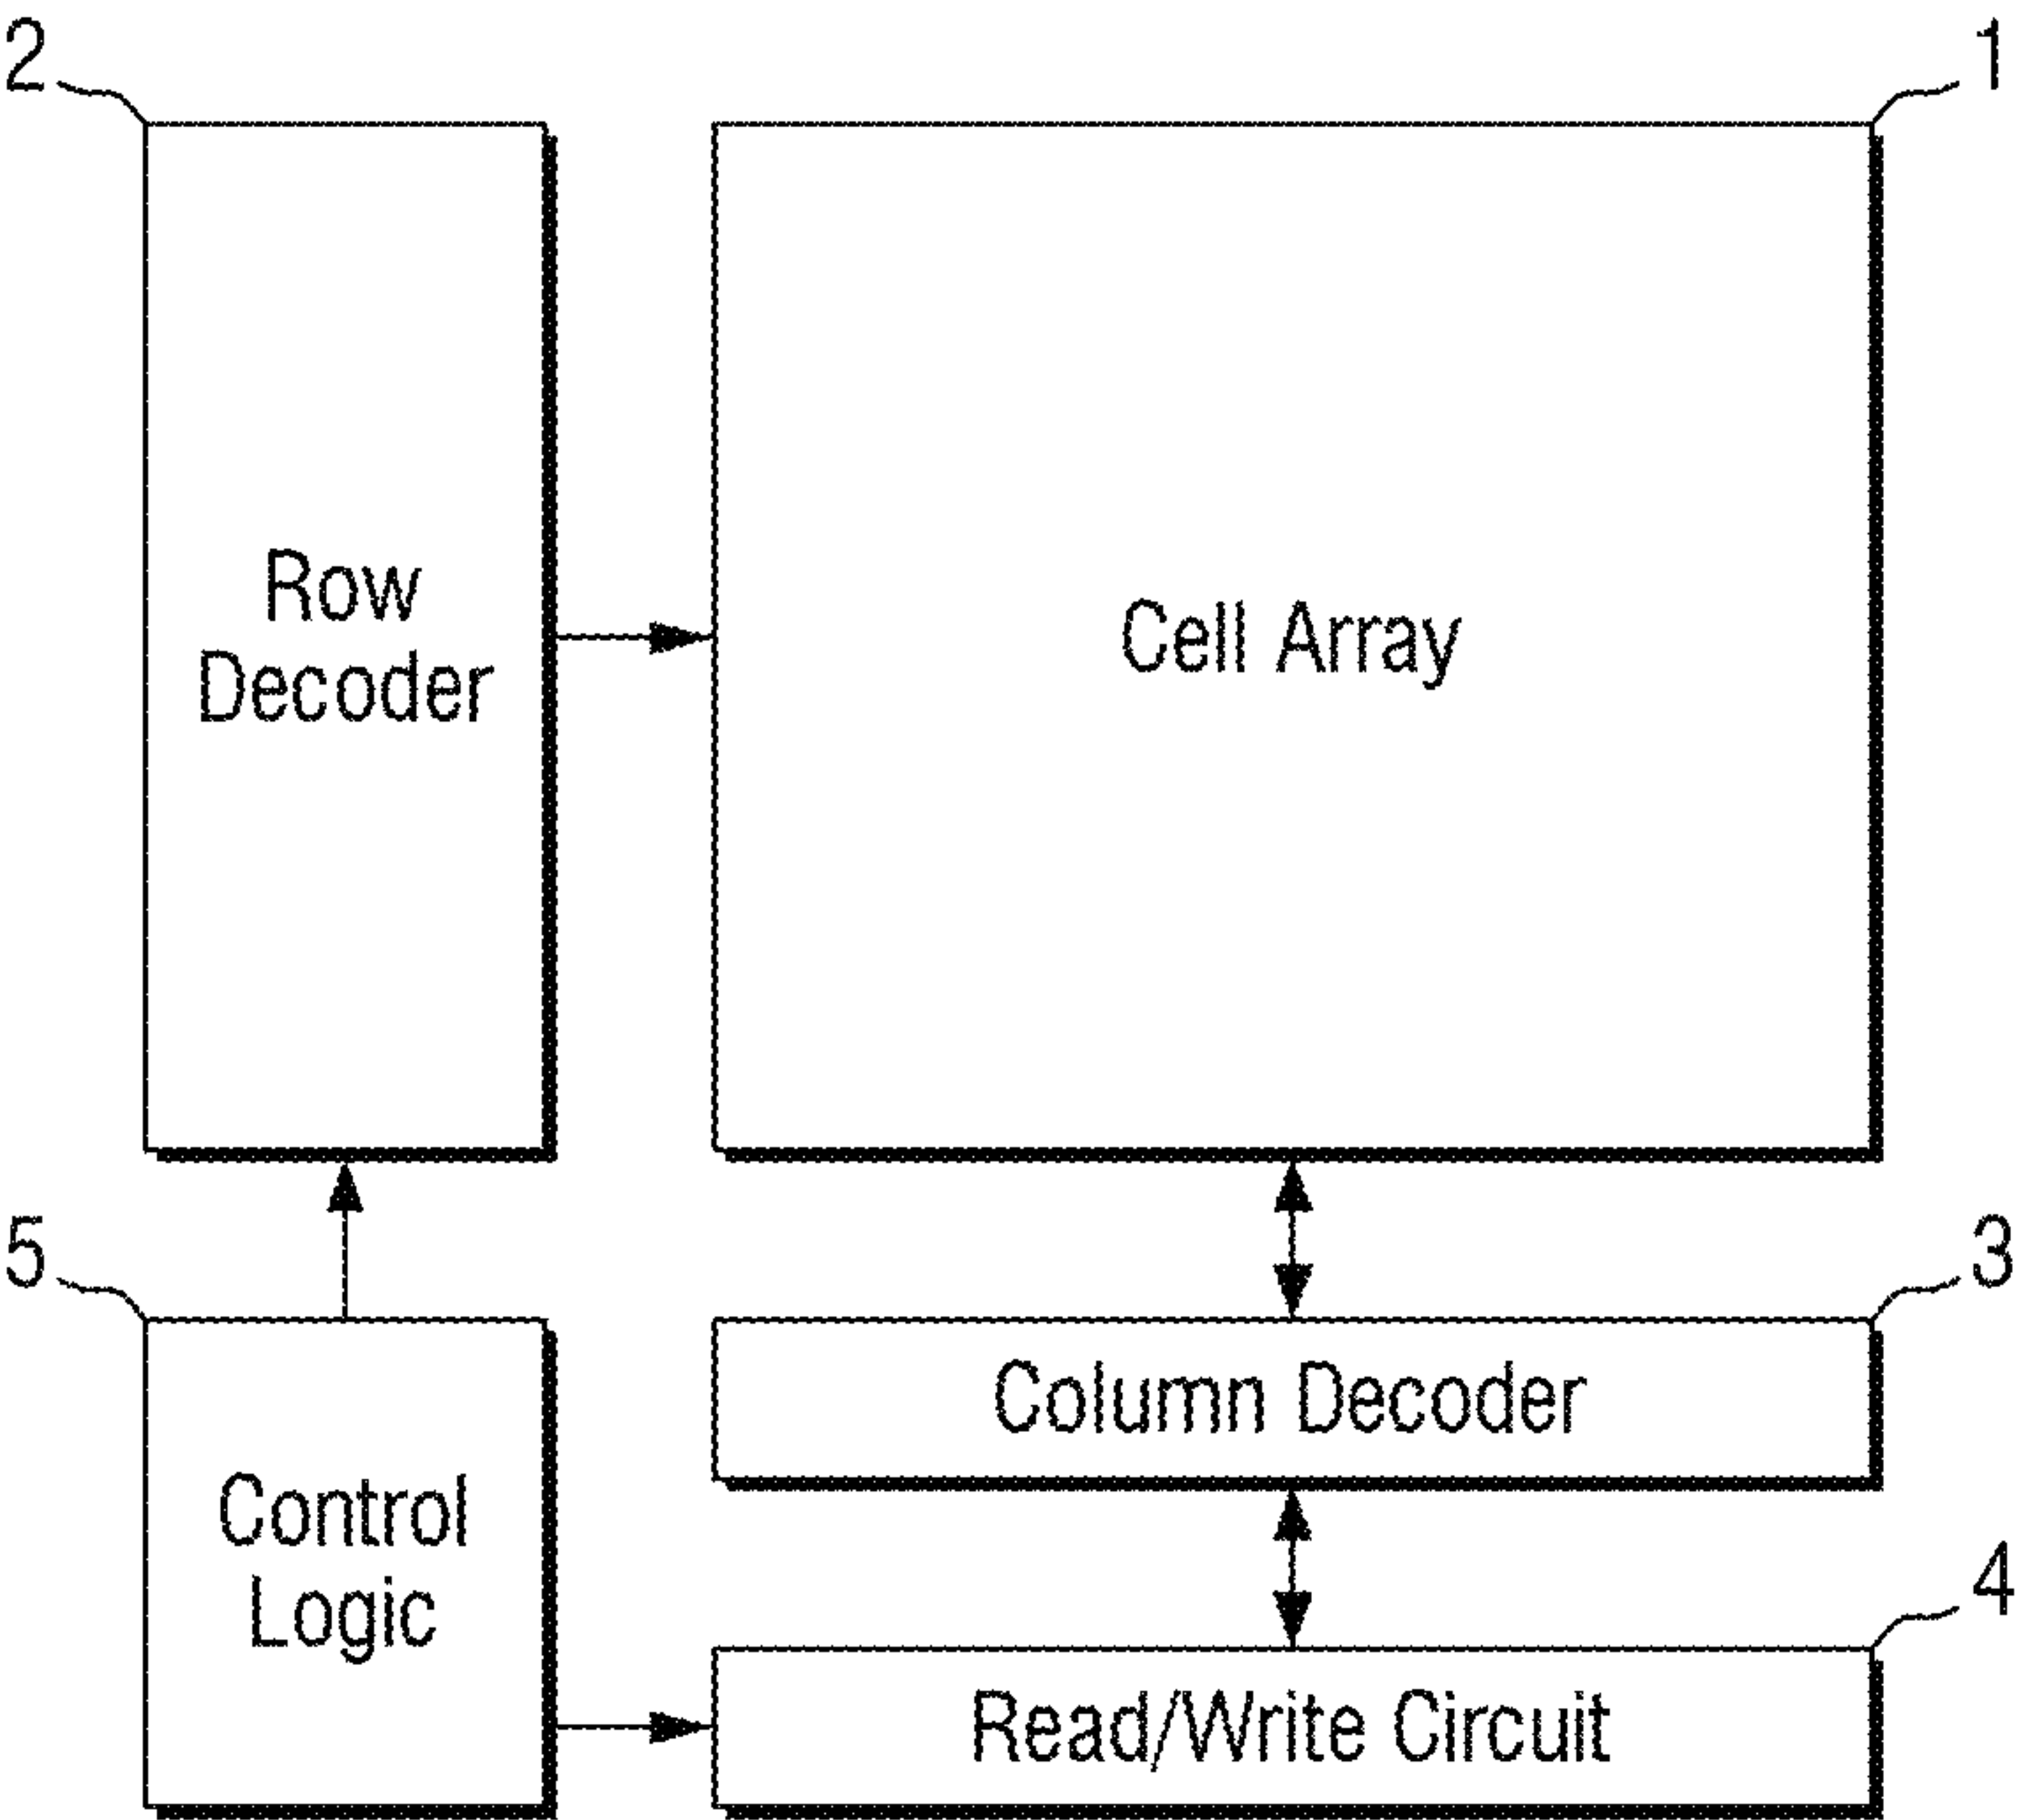 2
1
Row
Decoder
Cell Array
5
3
Column Decoder
Control
Logic
4
Read/Write Circuit